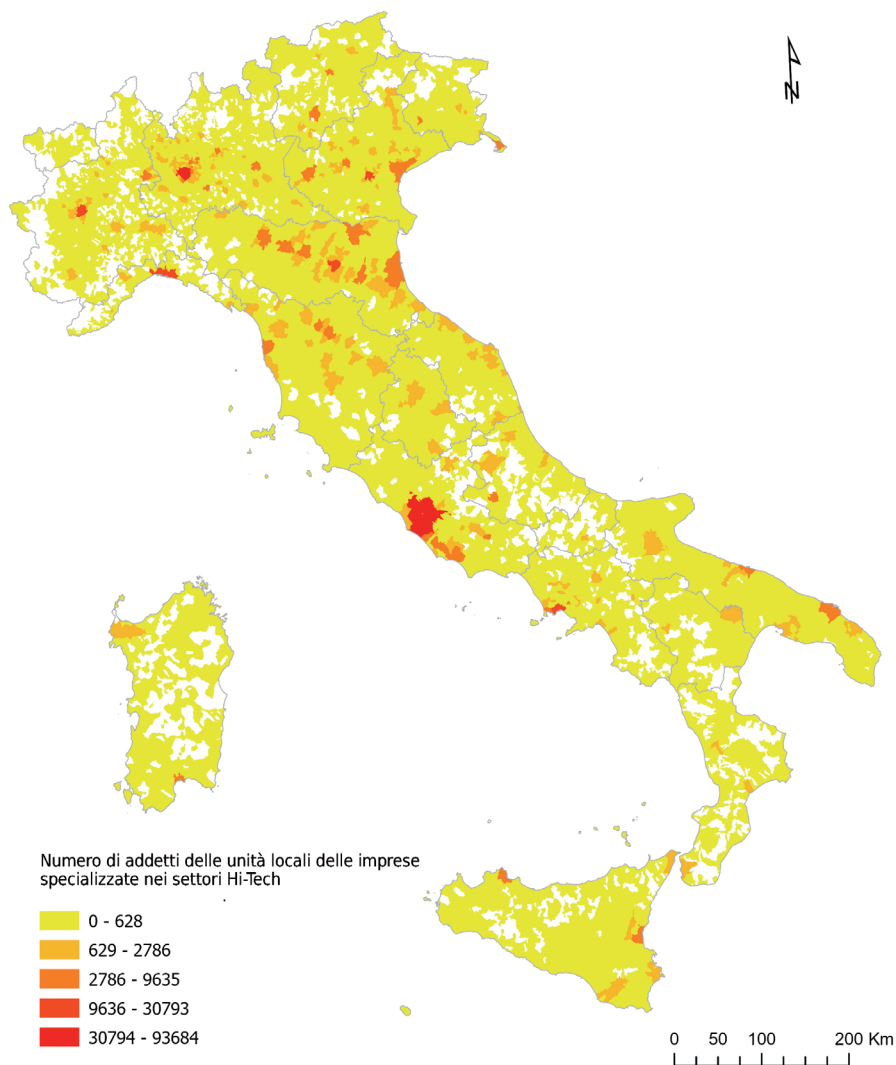 N
Numero di addetti delle unità locali delle imprese
specializzate nei settori Hi-Tech
0 - 628
629 - 2786
2786 - 9635
9636 - 30793
30794 - 93684
0 50 100 200 Km